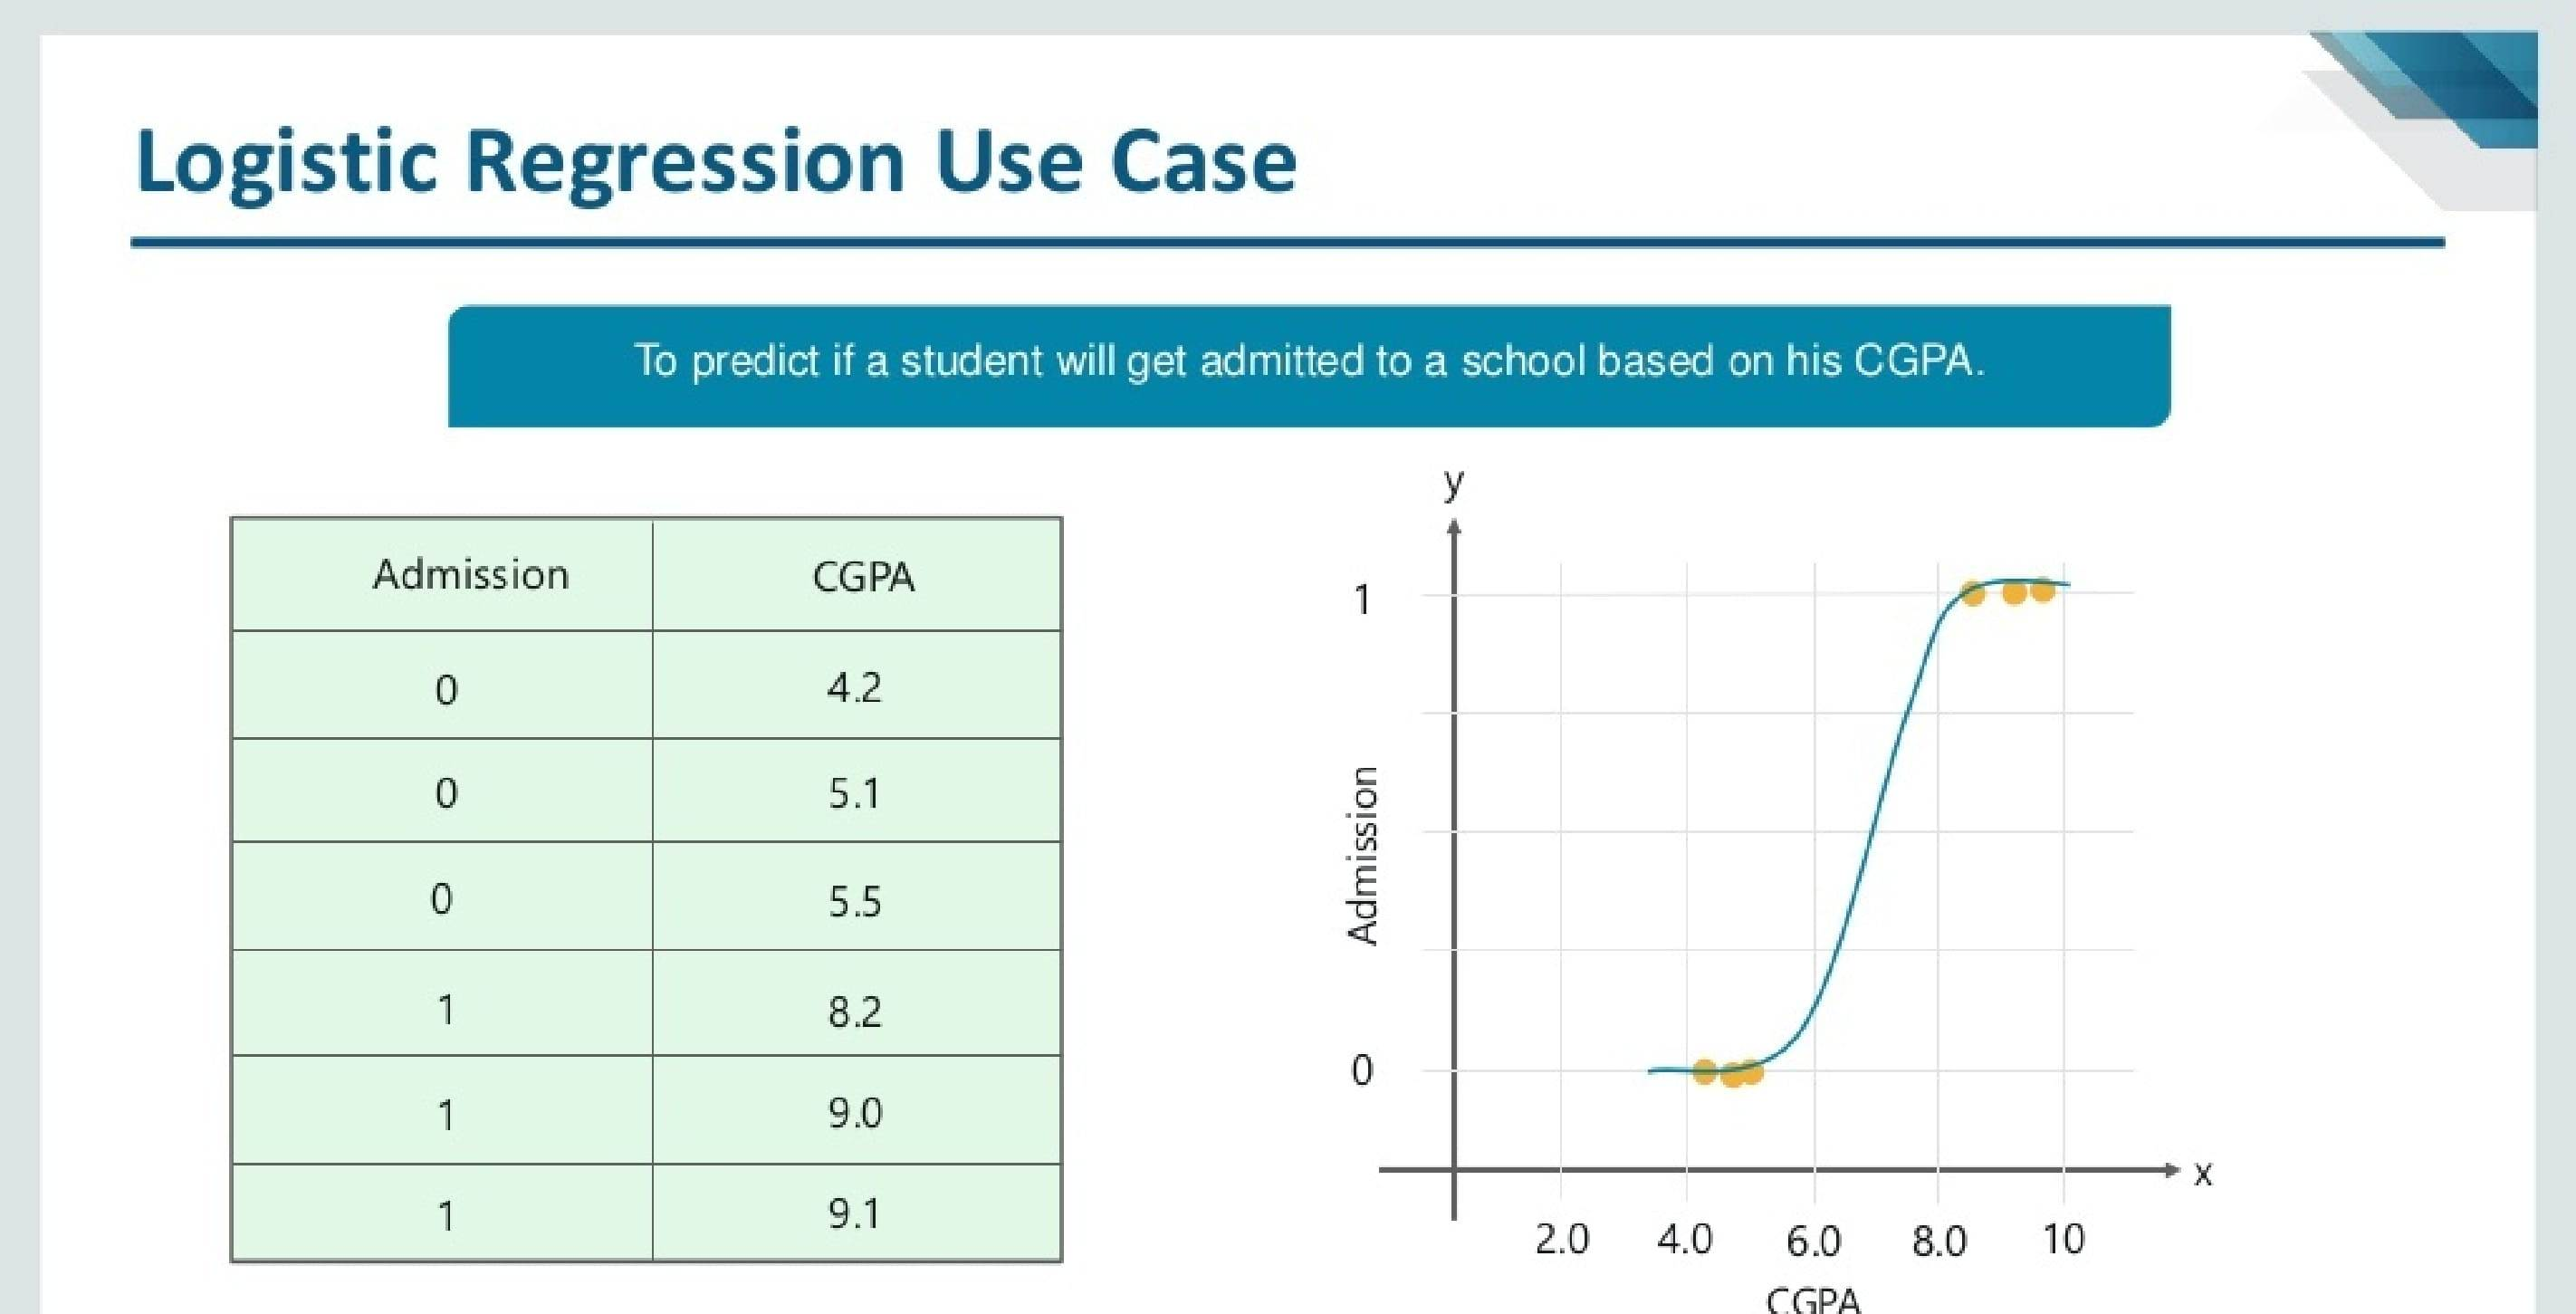 Logistic Regression Use Case
To predict if a student will get admitted to a school based on his CGPA.
Admission CGPA
0 4.2
0 5.1
0 5.5
1 8.2
1 9.0
1 9.1
y
1
Admission
0
x
2.0 4.0 6.0 8.0 10
CGPA